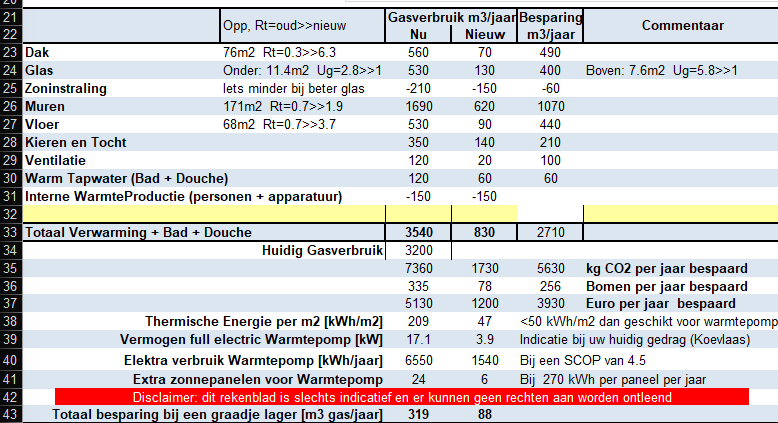 21 Opp, Rt=oud>>nieuw Gasverbruik m3/jaar Besparing Commentaar
22 Nu Nieuw m3/jaar
23 Dak 76m2 Rt=0.3>>6.3 560 70 490
24 Glas Onder: 11.4m2 Ug=2.8>>1 530 130 400 Boven: 7.6m2 Ug=5.8>>1
25 Zoninstraling Iets minder bij beter glas -210 -150 -60
26 Muren 171m2 Rt=0.7>>1.9 1690 620 1070
27 Vloer 68m2 Rt=0.7>>3.7 530 90 440
28 Kieren en Tocht 350 140 210
29 Ventilatie 120 20 100
30 Warm Tapwater (Bad + Douche) 120 60 60
31 Interne WarmteProductie (personen + apparatuur) -150 -150
32
33 Totaal Verwarming + Bad + Douche 3540 830 2710
34 Huidig Gasverbruik 3200
35 7360 1730 5630 kg CO2 per jaar bespaard
36 335 78 256 Bomen per jaar bespaard
37 5130 1200 3930 Euro per jaar bespaard
38 Thermische Energie per m2 [kWh/m2] 209 47 <50 kWh/m2 dan geschikt voor warmtepomp
39 Vermogen full electric Warmtepomp [kW] 17.1 3.9 Indicatie bij uw huidig gedrag (Koevlaas)
40 Elektra verbruik Warmtepomp [kWh/jaar] 6550 1540 Bij een SCOP van 4.5
41 Extra zonnepanelen voor Warmtepomp 24 6 Bij 270 kWh per paneel per jaar
42 Disclaimer: dit rekenblad is slechts indicatief en er kunnen geen rechten aan worden ontleend
43 Totaal besparing bij een graadje lager [m3 gas/jaar] 319 88